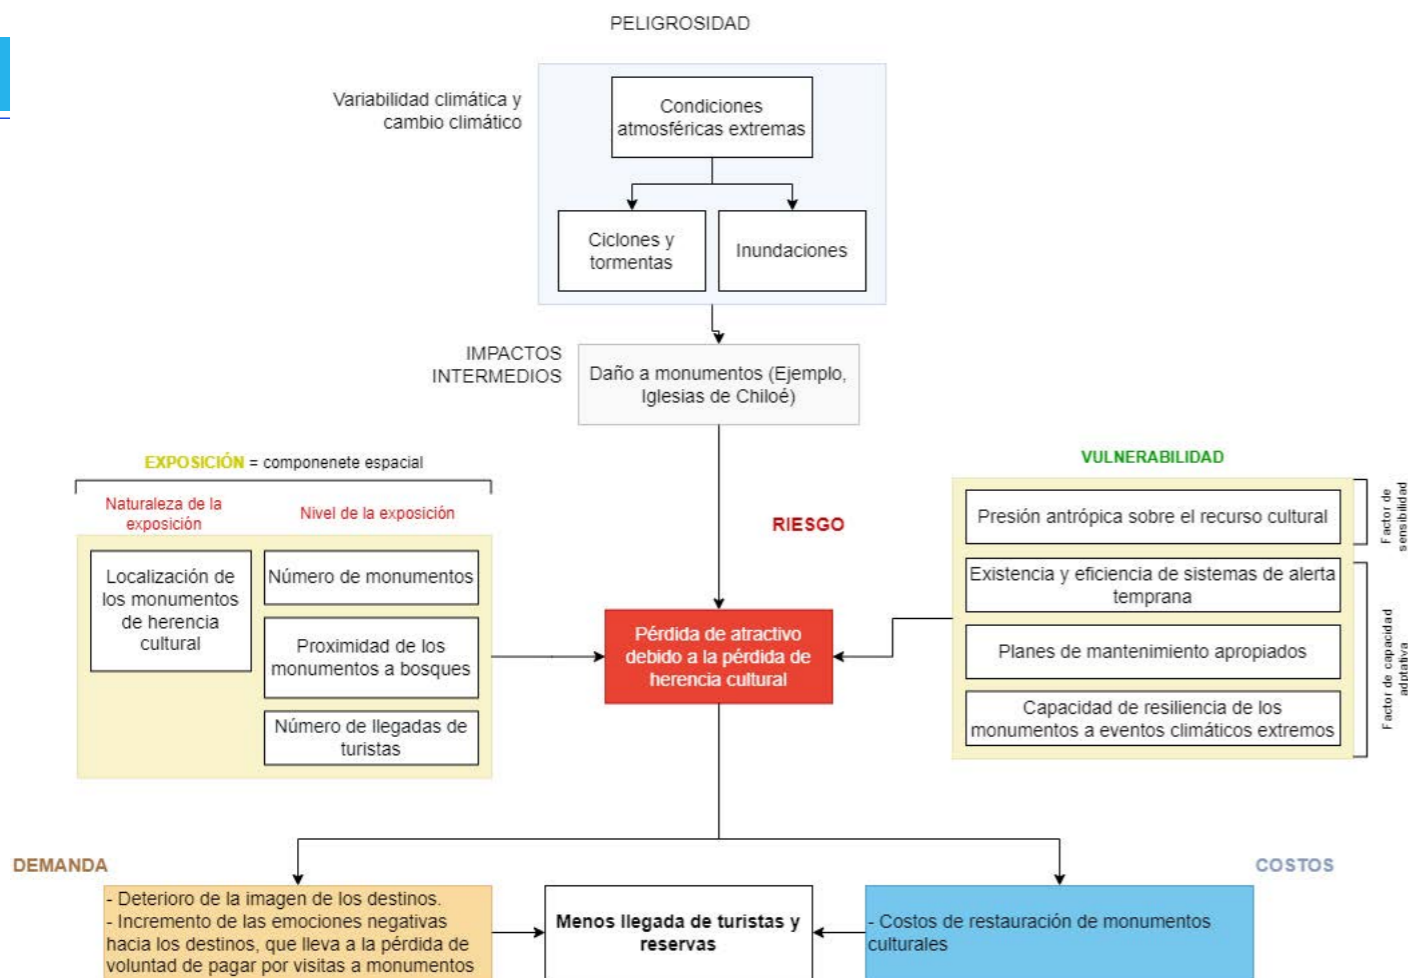 PELIGROSIDAD
Variabilidad climática y
cambio climático
Condiciones
atmosféricas extremas
Ciclones y
tormentas
Inundaciones
IMPACTOS
INTERMEDIOS
Daño a monumentos (Ejemplo,
Iglesias de Chiloé)
EXPOSICIÓN = componenete espacial
Naturaleza de la
exposición
Nivel de la exposición
Localización de
los monumentos
de herencia
cultural
Número de monumentos
Proximidad de los
monumentos a bosques
Número de llegadas de
turistas
RIESGO
Pérdida de atractivo
debido a la pérdida de
herencia cultural
VULNERABILIDAD
Presión antrópica sobre el recurso cultural
Factor de
sensibilidad
Existencia y eficiencia de sistemas de alerta
temprana
Planes de mantenimiento apropiados
Capacidad de resiliencia de los
monumentos a eventos climáticos extremos
Factor de capacidad
adptativa
DEMANDA
- Deterioro de la imagen de los destinos.
- Incremento de las emociones negativas
hacia los destinos, que lleva a la pérdida de
voluntad de pagar por visitas a monumentos
Menos llegada de turistas y
reservas
COSTOS
- Costos de restauración de monumentos
culturales